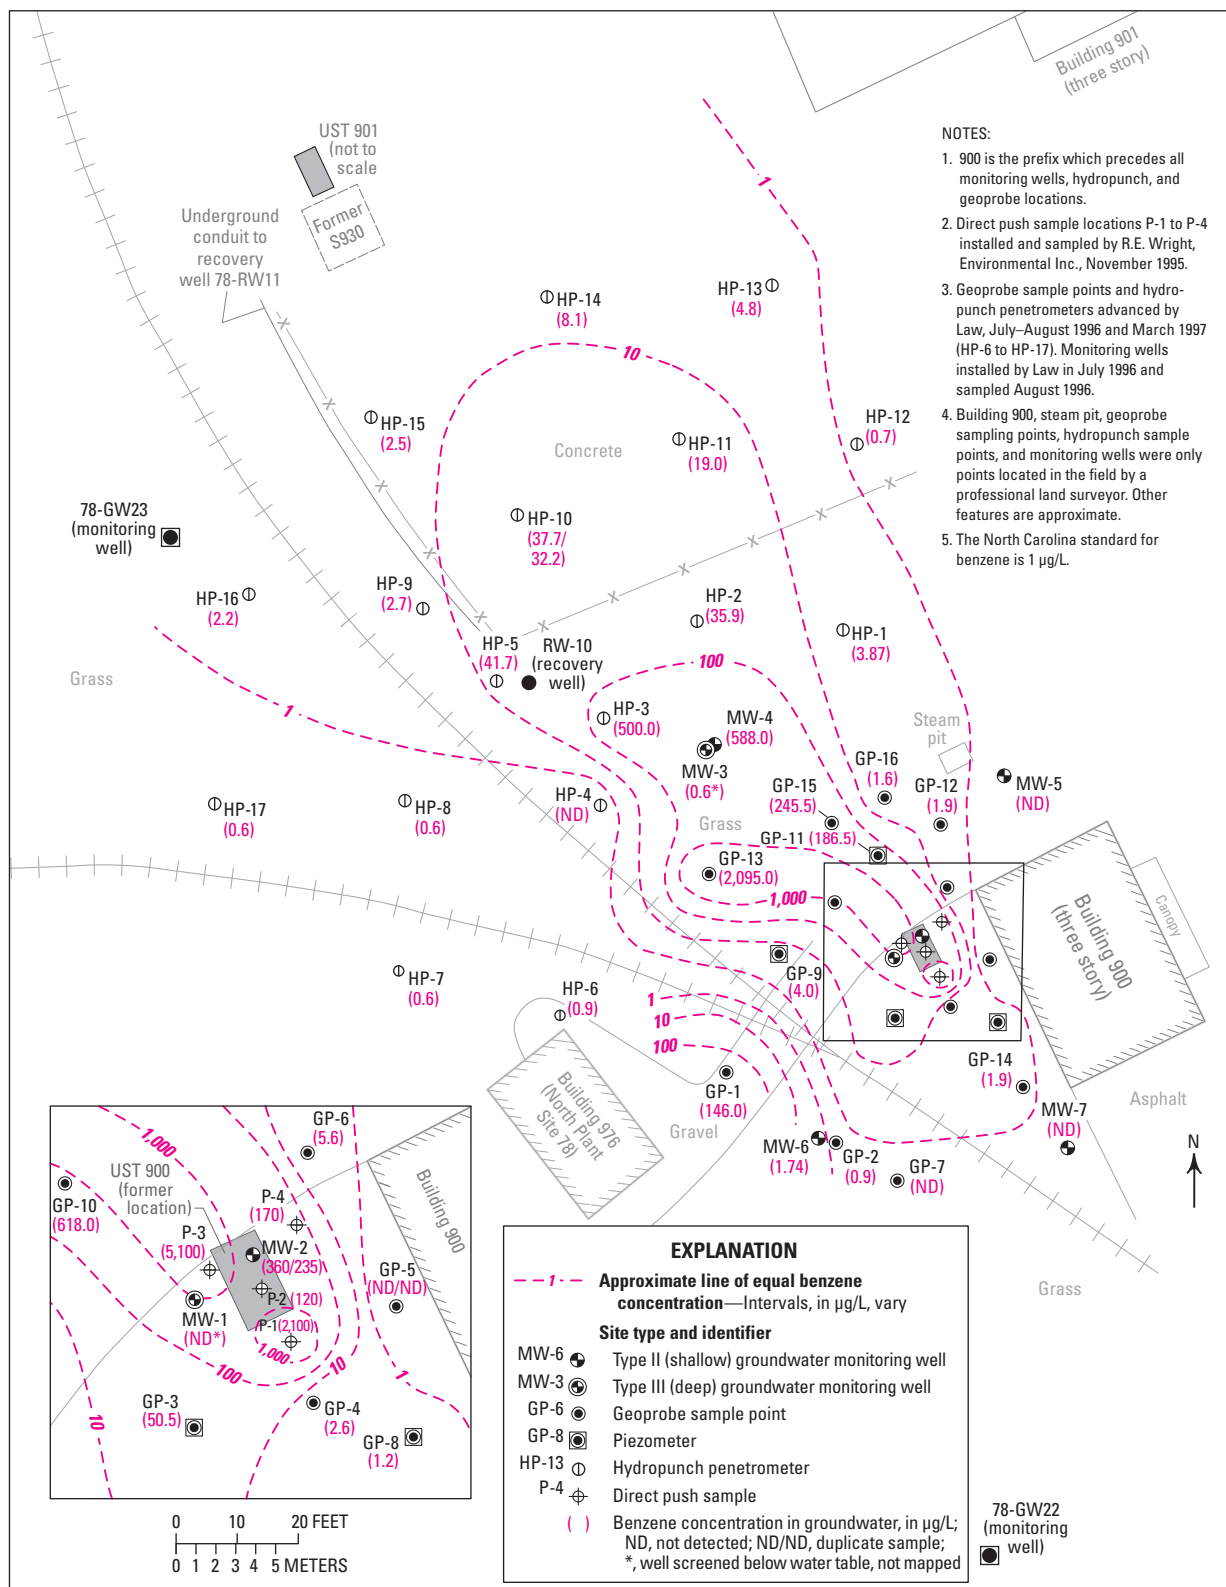 Building 901
(three story)
UST 901
(not to
scale
Former
S930
Underground
conduit to
recovery
well 78-RW11
1
NOTES:
1. 900 is the prefix which precedes all
monitoring wells, hydropunch, and
geoprobe locations.
2. Direct push sample locations P-1 to P-4
installed and sampled by R.E. Wright,
Environmental Inc., November 1995.
3. Geoprobe sample points and hydro-
punch penetrometers advanced by
Law, July–August 1996 and March 1997
(HP-6 to HP-17). Monitoring wells
installed by Law in July 1996 and
sampled August 1996.
4. Building 900, steam pit, geoprobe
sampling points, hydropunch sample
points, and monitoring wells were only
points located in the field by a
professional land surveyor. Other
features are approximate.
5. The North Carolina standard for
benzene is 1 µg/L.
HP-14
(8.1)
HP-13
(4.8)
10
HP-15
(2.5)
Concrete
HP-11
(19.0)
HP-12
(0.7)
78-GW23
(monitoring
well)
HP-10
(37.7/
32.2)
HP-16
(2.2)
HP-9
(2.7)
HP-2
(35.9)
HP-1
(3.87)
HP-5
(41.7)
RW-10
(recovery
well)
Grass
1
100
HP-3
(500.0)
MW-4
(588.0)
MW-3
(0.6*)
Steam
pit
GP-16
(1.6)
GP-15
(245.5)
GP-12
(1.9)
MW-5
(ND)
HP-17
(0.6)
HP-8
(0.6)
HP-4
(ND)
Grass
GP-11
(186.5)
GP-13
(2,095.0)
1,000
Building 900
(three story)
Canopy
HP-7
(0.6)
HP-6
(0.9)
GP-9
(4.0)
1
10
100
GP-1
(146.0)
Building 976
(North Plant
Site 78)
Gravel
MW-6
(1.74)
GP-2
(0.9)
GP-7
(ND)
GP-14
(1.9)
MW-7
(ND)
Asphalt
N
Grass
GP-6
(5.6)
1,000
UST 900
(former
location)
GP-10
(618.0)
P-4
(170)
P-3
(5,100)
MW-2
(360/235)
Building 900
GP-5
(ND/ND)
P-2 (120)
MW-1
(ND*)
P-1 (2,100)
1,000
100
10
1
10
GP-3
(50.5)
GP-4
(2.6)
GP-8
(1.2)
0 10 20 FEET
0 1 2 3 4 5 METERS
EXPLANATION
1 Approximate line of equal benzene
concentration—Intervals, in µg/L, vary
Site type and identifier
MW-6 Type II (shallow) groundwater monitoring well
MW-3 Type III (deep) groundwater monitoring well
GP-6 Geoprobe sample point
GP-8 Piezometer
HP-13 Hydropunch penetrometer
P-4 Direct push sample
( ) Benzene concentration in groundwater, in µg/L;
ND, not detected; ND/ND, duplicate sample;
*, well screened below water table, not mapped
78-GW22
(monitoring
well)